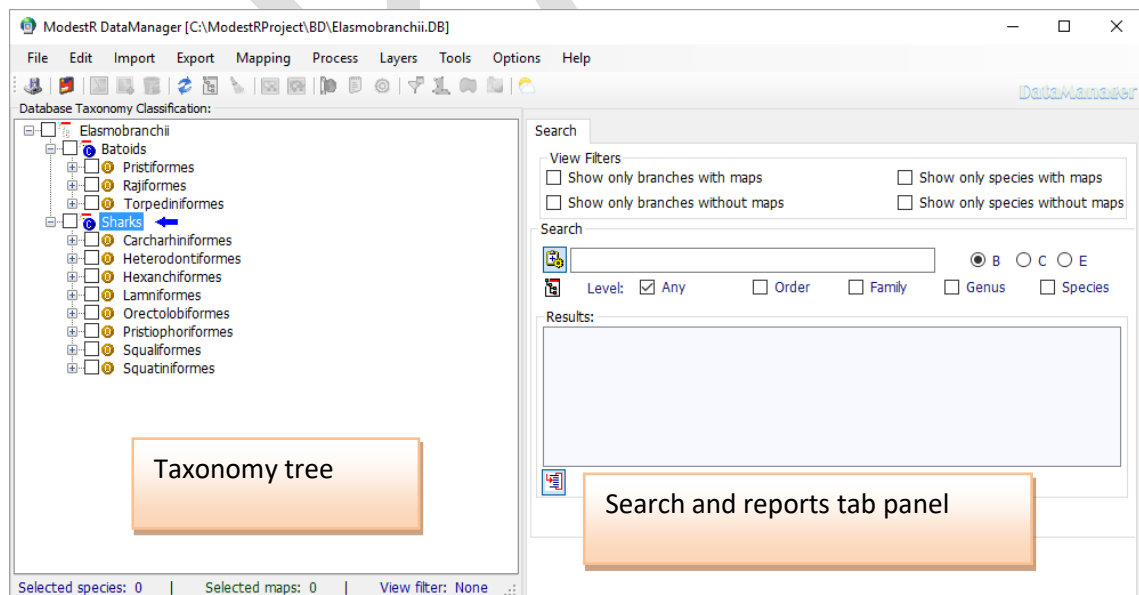 ModestR DataManager [C:\ModestRProject\BD\Elasmobranchii.DB]
File Edit Import Export Mapping Process Layers Tools Options Help
DataManager
Database Taxonomy Classification:
Elasmobranchii
C Batoids
O Pristiformes
O Rajiformes
O Torpediniformes
C Sharks
O Carcharhiniformes
O Heterodontiformes
O Hexanchiformes
O Lamniformes
O Orectolobiformes
O Pristiophoriformes
O Squaliformes
O Squatiniformes
Taxonomy tree
Selected species: 0 | Selected maps: 0 | View filter: None
Search
View Filters
Show only branches with maps Show only species with maps
Show only branches without maps Show only species without maps
Search
B C E
Level: Any Order Family Genus Species
Results:
Search and reports tab panel